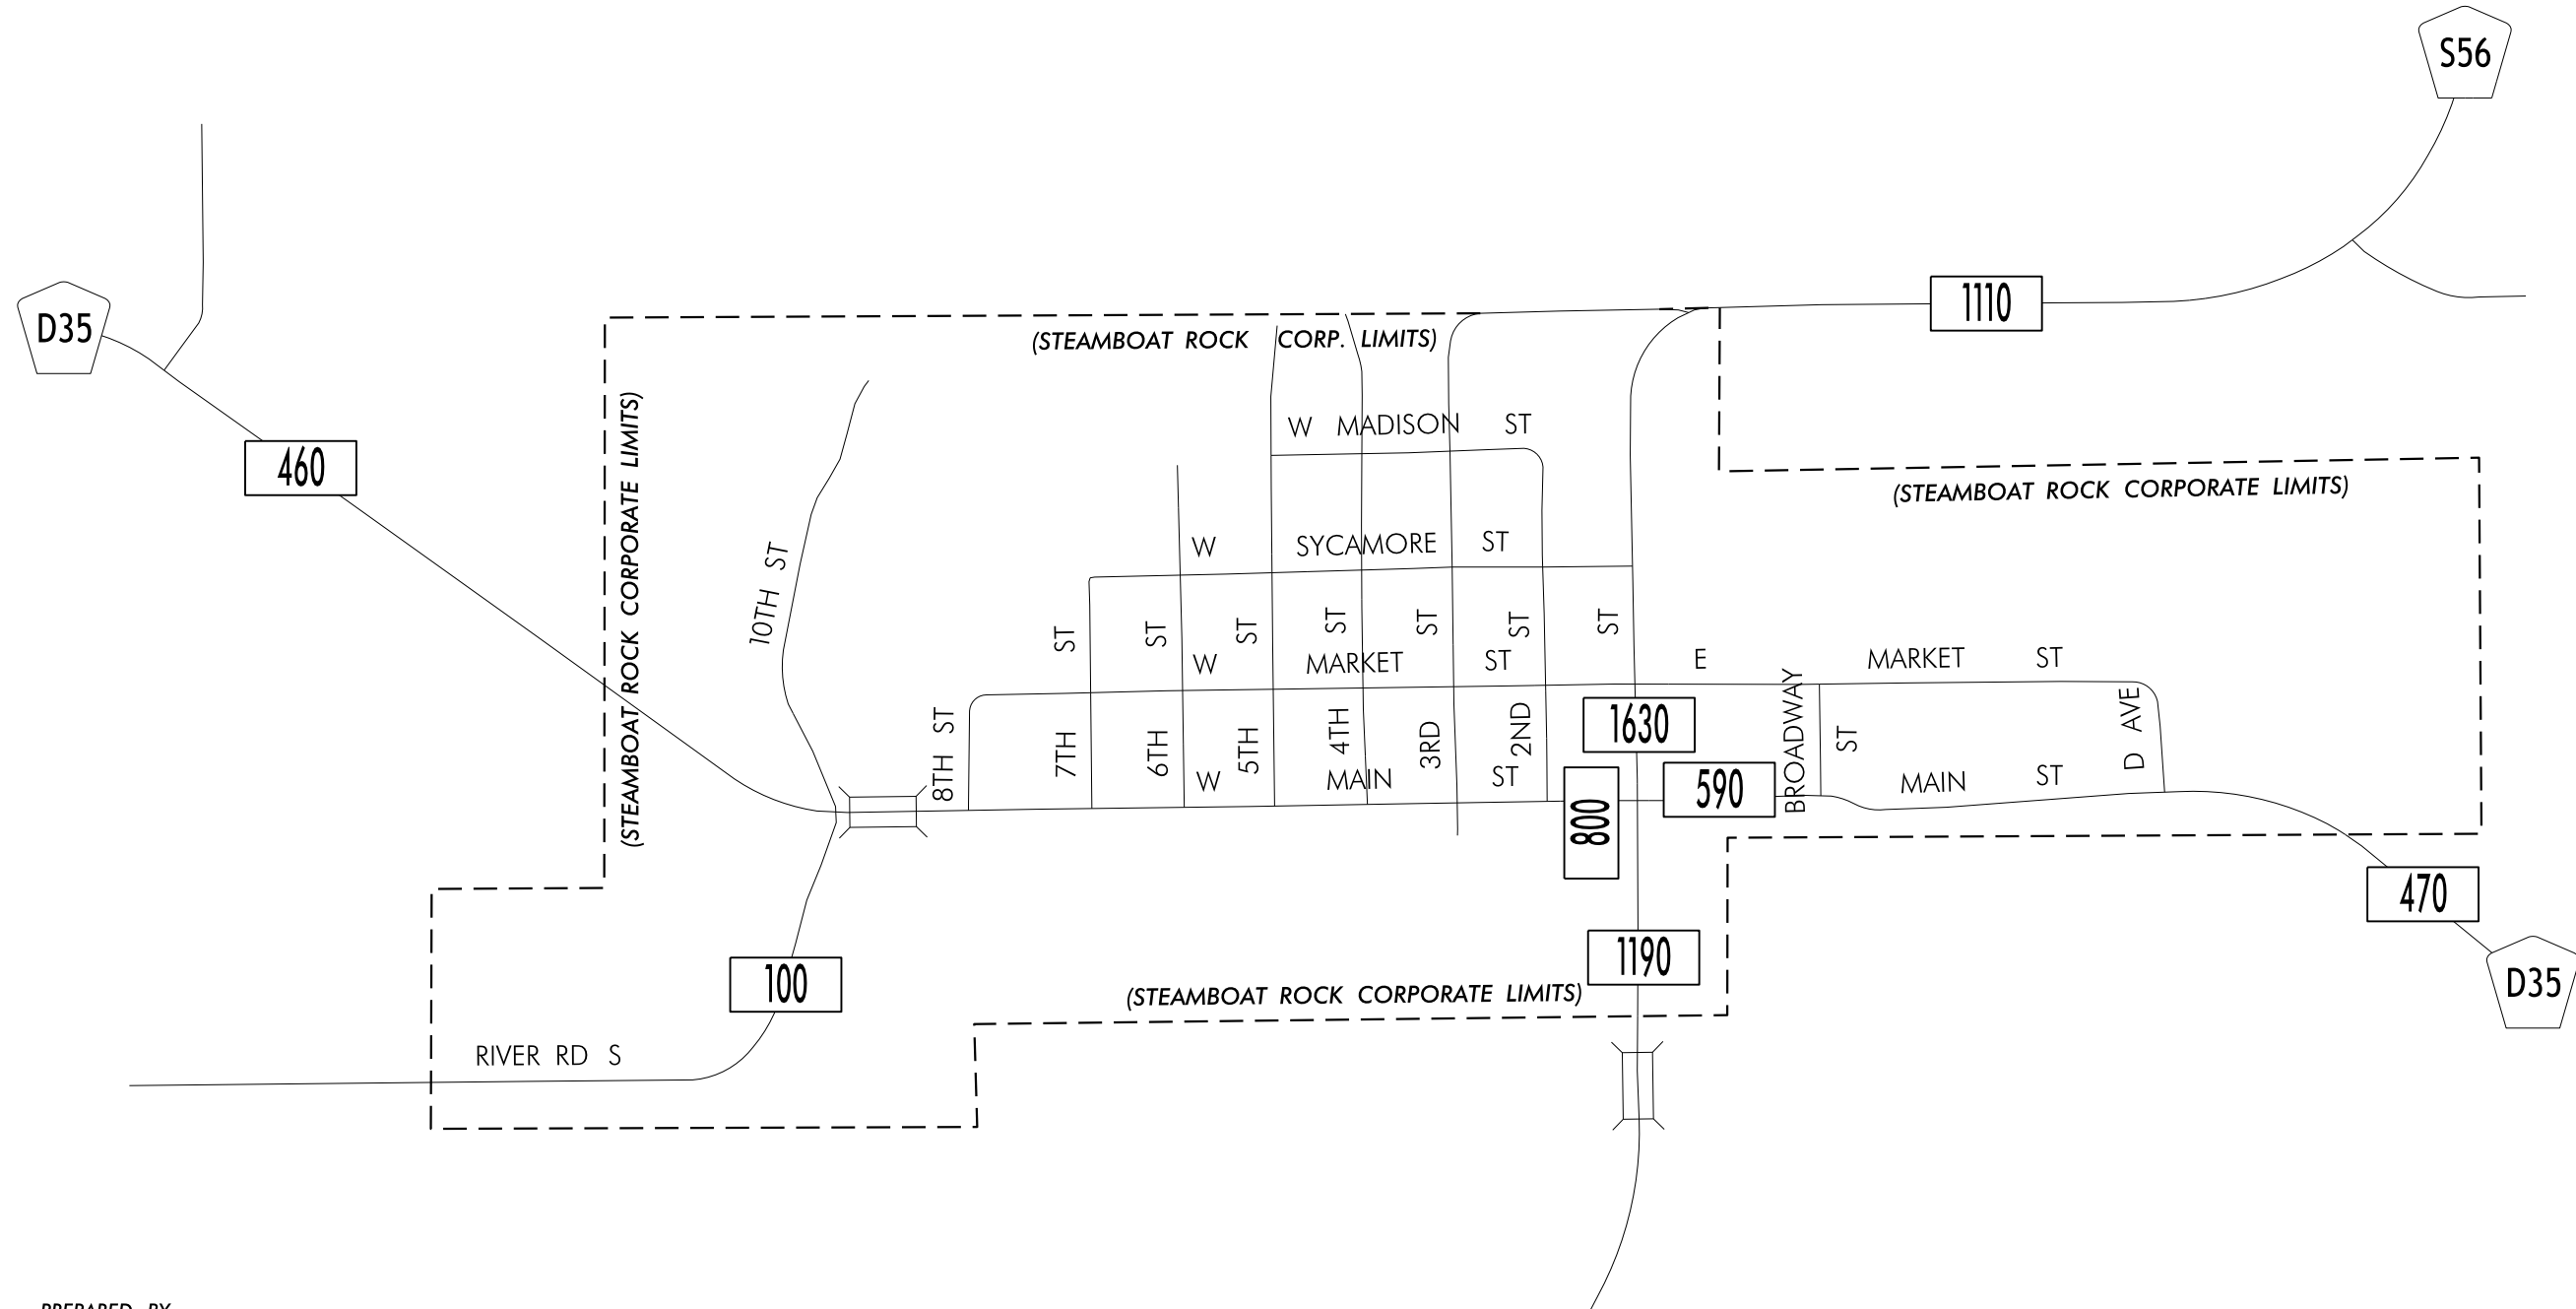 S56
D35
1110
(STEAMBOAT ROCK CORP. LIMITS)
(STEAMBOAT ROCK CORPORATE LIMITS)
W MADISON ST
460
(STEAMBOAT ROCK CORPORATE LIMITS)
10TH ST
W SYCAMORE ST
ST
W MARKET ST
E MARKET ST
8TH ST
7TH ST
6TH ST
5TH ST
4TH ST
3RD ST
2ND ST
1630
BROADWAY ST
D AVE
W MAIN ST
800
590
MAIN ST
470
D35
1190
100
(STEAMBOAT ROCK CORPORATE LIMITS)
RIVER RD S
PREPARED BY